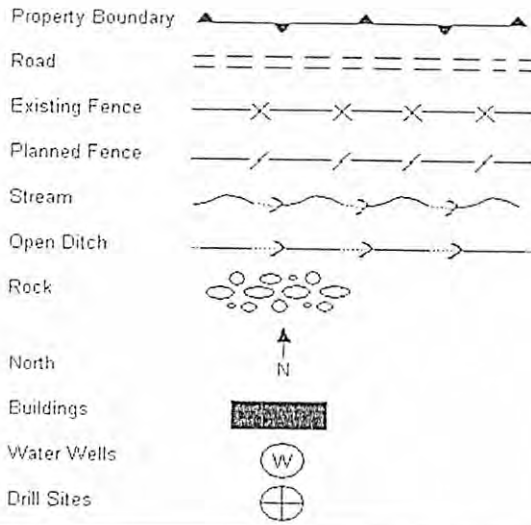 Property Boundary
Road
Existing Fence
Planned Fence
Stream
Open Ditch
Rock
North
N
Buildings
Water Wells
W
Drill Sites